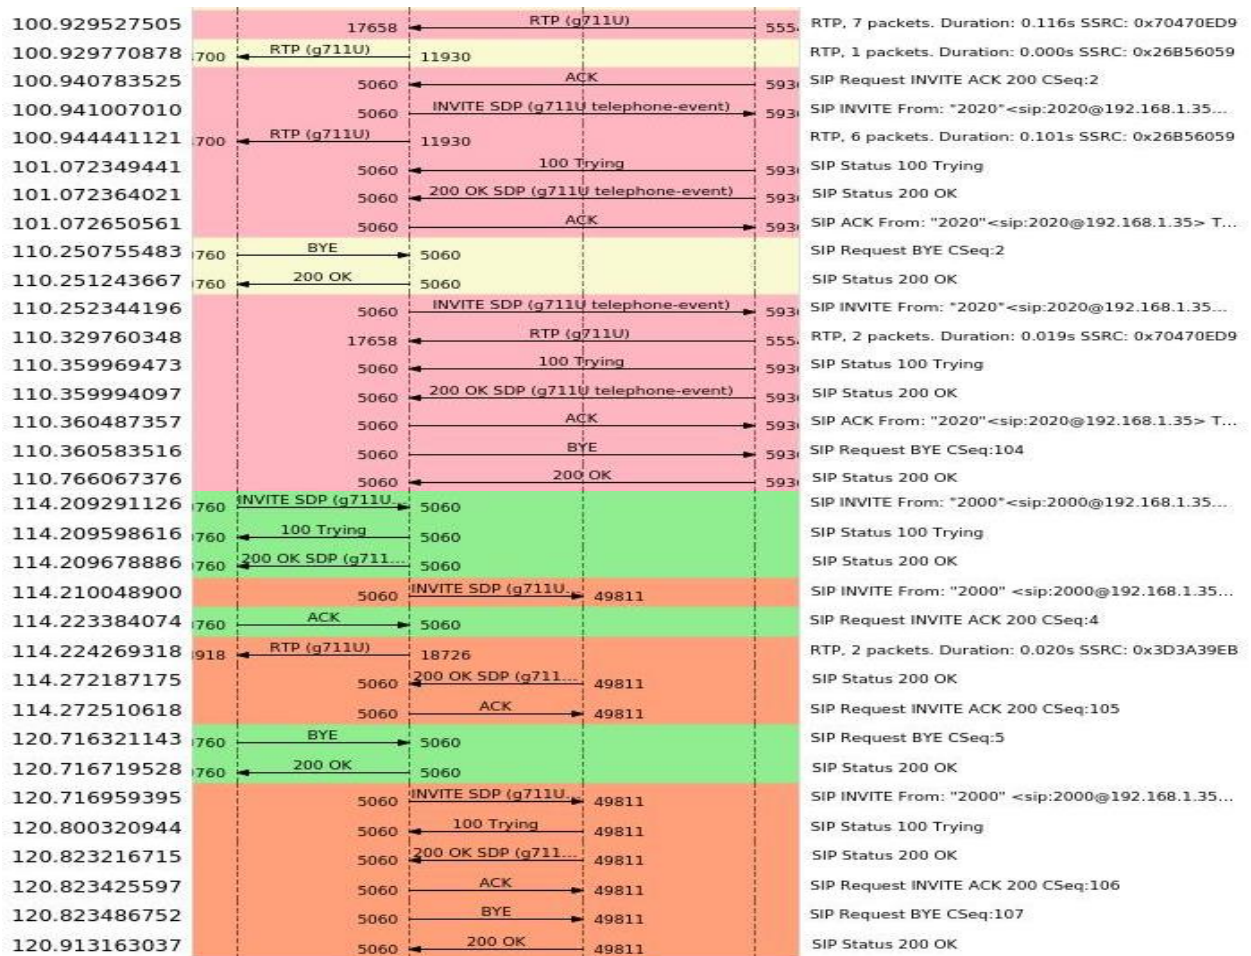 100.929527505 17658 RTP (g711U) 555 RTP, 7 packets. Duration: 0.116s SSRC: 0x70470ED9
100.929770878 700 RTP (g711U) 11930 RTP, 1 packets. Duration: 0.000s SSRC: 0x26B56059
100.940783525 5060 ACK 593 SIP Request INVITE ACK 200 CSeq:2
100.941007010 5060 INVITE SDP (g711U telephone-event) 593 SIP INVITE From: "2020"<sip:2020@192.168.1.35...
100.944441121 700 RTP (g711U) 11930 RTP, 6 packets. Duration: 0.101s SSRC: 0x26B56059
101.072349441 5060 100 Trying 593 SIP Status 100 Trying
101.072364021 5060 200 OK SDP (g711U telephone-event) 593 SIP Status 200 OK
101.072650561 5060 ACK 593 SIP ACK From: "2020"<sip:2020@192.168.1.35> T...
110.250755483 760 BYE 5060 SIP Request BYE CSeq:2
110.251243667 760 200 OK 5060 SIP Status 200 OK
110.252344196 5060 INVITE SDP (g711U telephone-event) 593 SIP INVITE From: "2020"<sip:2020@192.168.1.35...
110.329760348 17658 RTP (g711U) 555 RTP, 2 packets. Duration: 0.019s SSRC: 0x70470ED9
110.359969473 5060 100 Trying 593 SIP Status 100 Trying
110.359994097 5060 200 OK SDP (g711U telephone-event) 593 SIP Status 200 OK
110.360487357 5060 ACK 593 SIP ACK From: "2020"<sip:2020@192.168.1.35> T...
110.360583516 5060 BYE 593 SIP Request BYE CSeq:104
110.766067376 5060 200 OK 593 SIP Status 200 OK
114.209291126 760 INVITE SDP (g711U... 5060 SIP INVITE From: "2000"<sip:2000@192.168.1.35...
114.209598616 760 100 Trying 5060 SIP Status 100 Trying
114.209678886 760 200 OK SDP (g711... 5060 SIP Status 200 OK
114.210048900 5060 INVITE SDP (g711U... 49811 SIP INVITE From: "2000" <sip:2000@192.168.1.35...
114.223384074 760 ACK 5060 SIP Request INVITE ACK 200 CSeq:4
114.224269318 918 RTP (g711U) 18726 RTP, 2 packets. Duration: 0.020s SSRC: 0x3D3A39EB
114.272187175 5060 200 OK SDP (g711... 49811 SIP Status 200 OK
114.272510618 5060 ACK 49811 SIP Request INVITE ACK 200 CSeq:105
120.716321143 760 BYE 5060 SIP Request BYE CSeq:5
120.716719528 760 200 OK 5060 SIP Status 200 OK
120.716959395 5060 INVITE SDP (g711U... 49811 SIP INVITE From: "2000" <sip:2000@192.168.1.35...
120.800320944 5060 100 Trying 49811 SIP Status 100 Trying
120.823216715 5060 200 OK SDP (g711... 49811 SIP Status 200 OK
120.823425597 5060 ACK 49811 SIP Request INVITE ACK 200 CSeq:106
120.823486752 5060 BYE 49811 SIP Request BYE CSeq:107
120.913163037 5060 200 OK 49811 SIP Status 200 OK